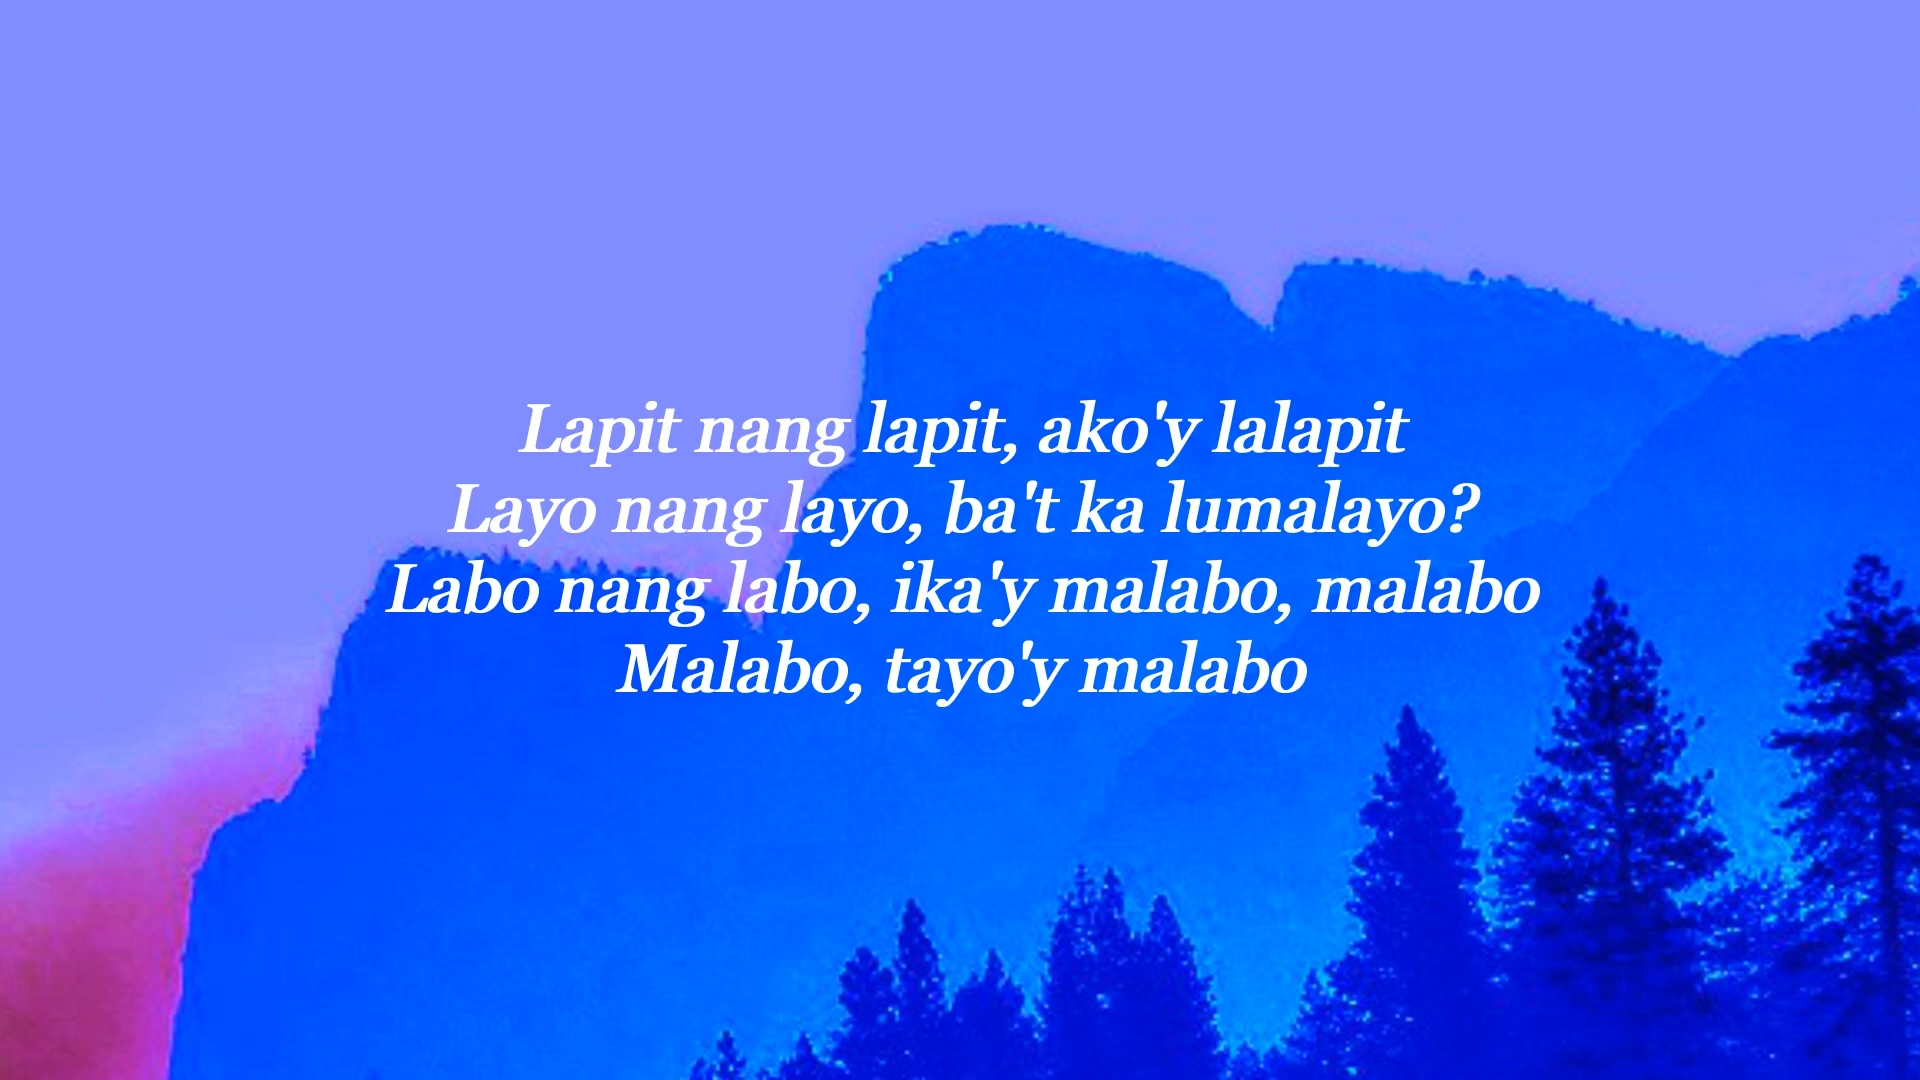 Lapit nang lapit, ako'y lalapit
Layo nang layo, ba't ka lumalayo?
Labo nang labo, ika'y malabo, malabo
Malabo, tayo'y malabo